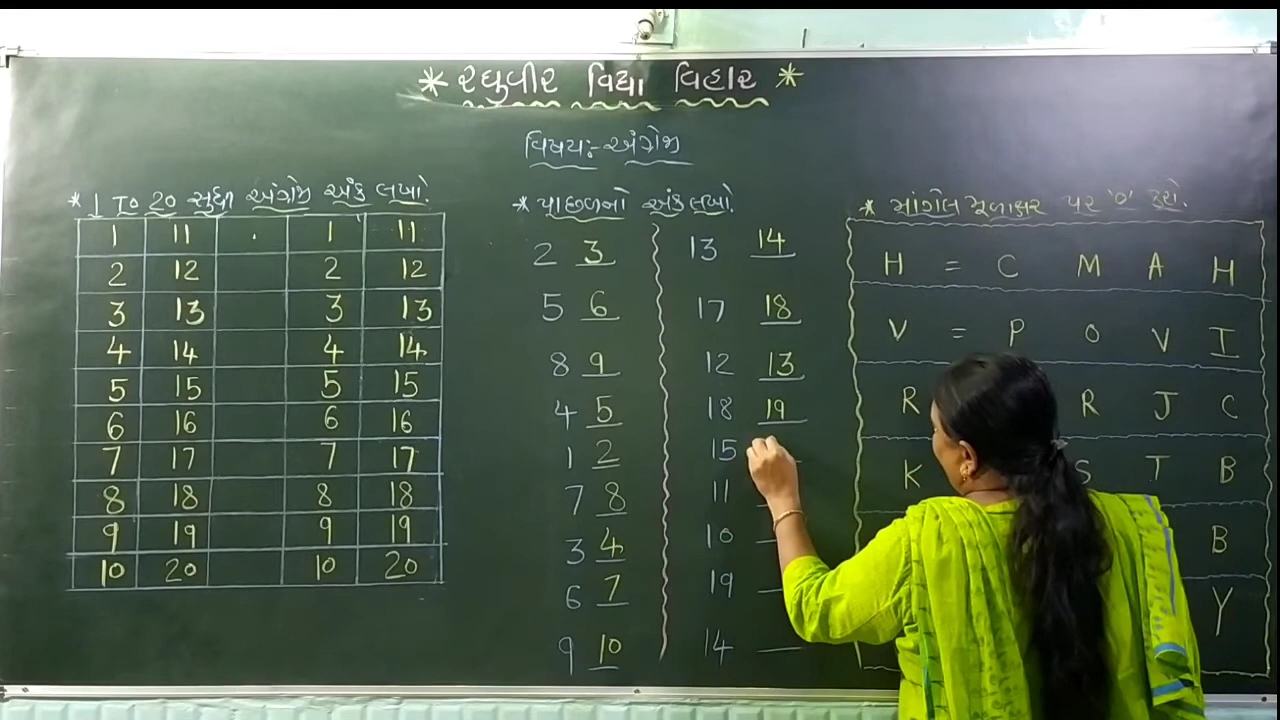 * રઘુવીર વિદ્યા વિહાર *
વિષય:- અંગ્રેજી
* 1 To 20 સુધી અંગ્રેજી અંક લખો.
1 11 1 11
2 12 2 12
3 13 3 13
4 14 4 14
5 15 5 15
6 16 6 16
7 17 7 17
8 18 8 18
9 19 9 19
10 20 10 20
* પાછળનો અંક લખો.
2 3
5 6
8 9
4 5
1 2
7 8
3 4
6 7
9 10
13 14
17 18
12 13
18 19
15
11
10
19
14
* માંગેલ મૂળાક્ષર પર '0' કરો.
H = C M A H
V = P O V I
R R J C
K S T B
B
Y